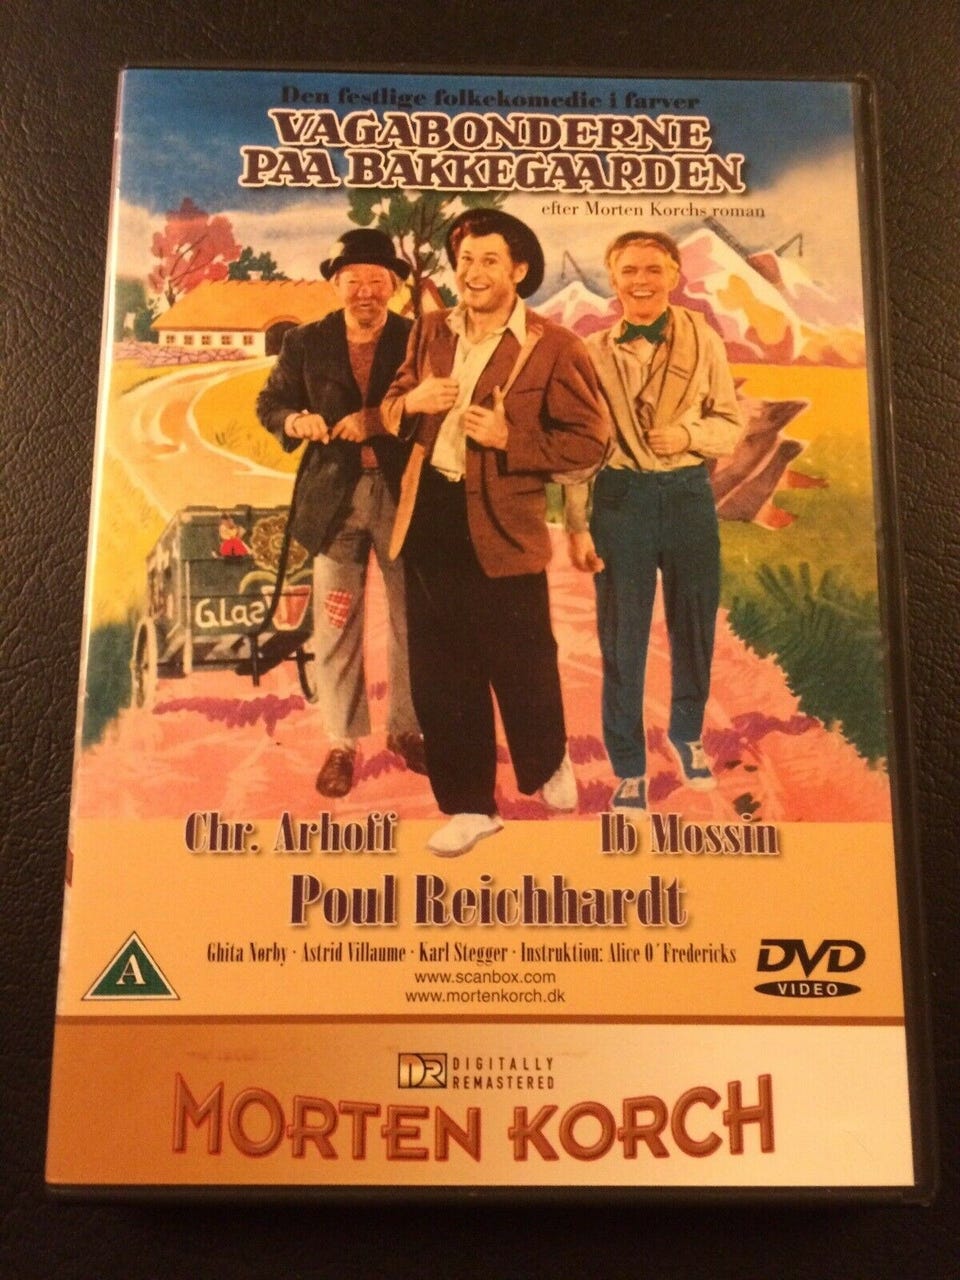 Den festlige folkekomedie i farver
VAGABONDERNE
PAA BAKKEGAARDEN
efter Morten Korchs roman
GLas
Chr. Arhoff
Ib Mossin
Poul Reichhardt
Ghita Nørby · Astrid Villaume · Karl Stegger · Instruktion: Alice O´Fredericks
www.scanbox.com
www.mortenkorch.dk
A
DVD
VIDEO
DR DIGITALLY
REMASTERED
MORTEN KORCH